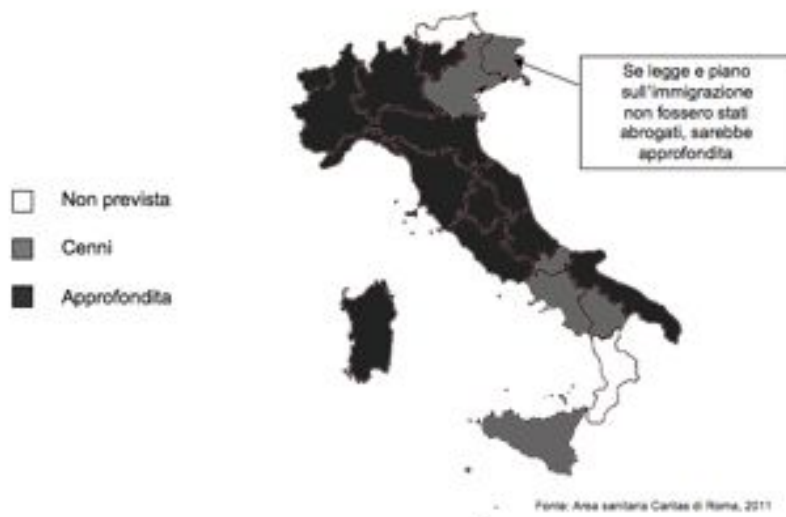 Se legge e piano
sull'immigrazione
non fossero stati
abrogati, sarebbe
approfondita
Non prevista
Cenni
Approfondita
Fonte: Area sanitaria Caritas di Roma, 2011